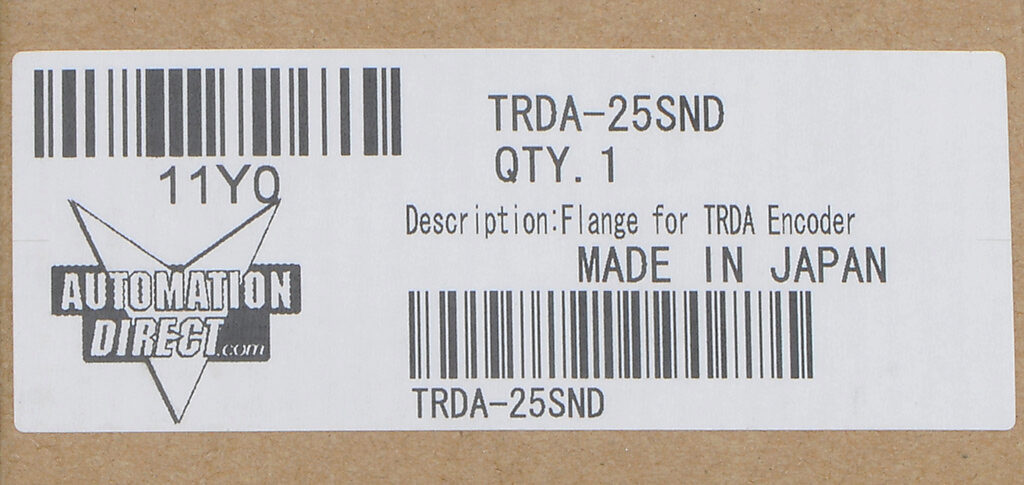 11Y0
AUTOMATION
DIRECT.com
TRDA-25SND
QTY. 1
Description:Flange for TRDA Encoder
MADE IN JAPAN
TRDA-25SND